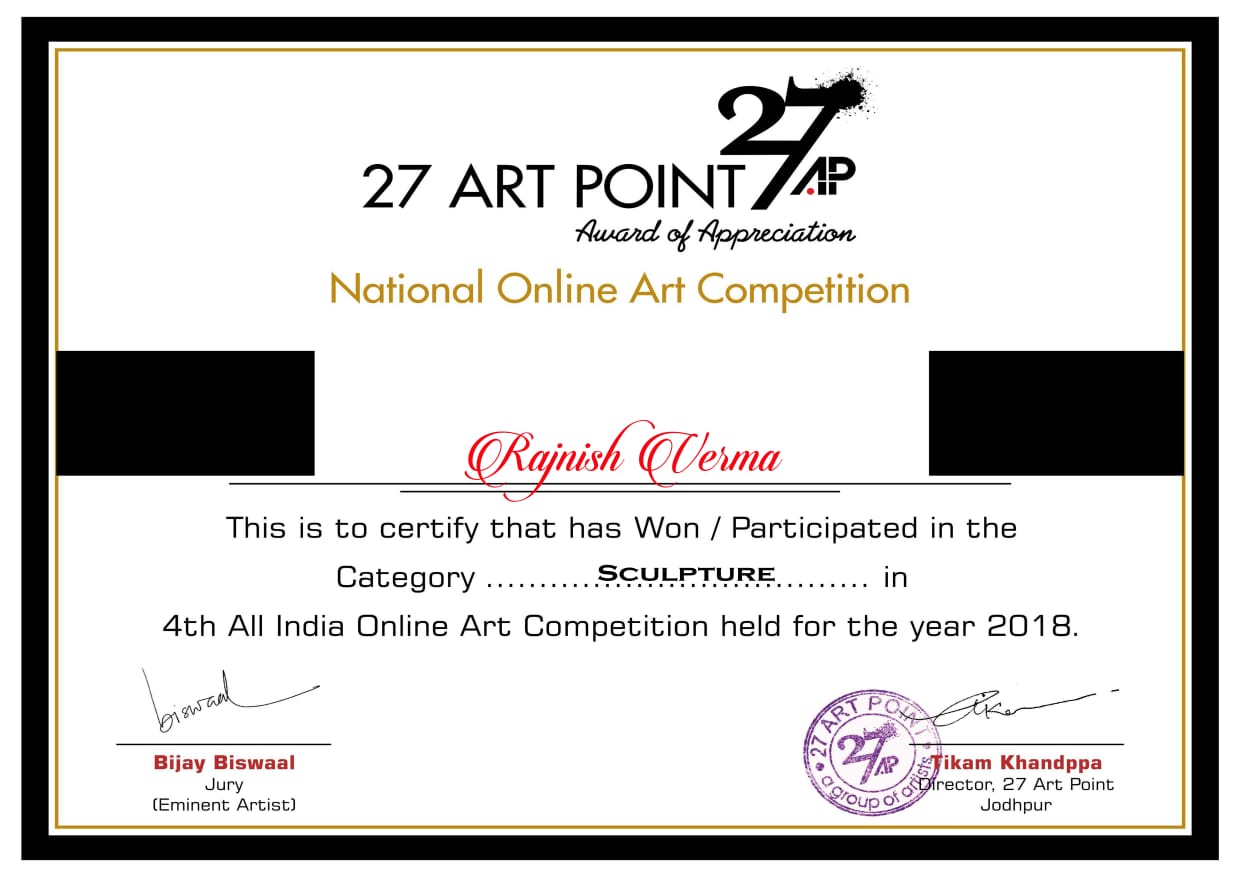 27 AP
27 ART POINT
Award of Appreciation
National Online Art Competition
Rajnish Verma
This is to certify that has Won / Participated in the
Category ..........SCULPTURE......... in
4th All India Online Art Competition held for the year 2018.
biswaal
Bijay Biswaal
Jury
(Eminent Artist)
27 ART POINT
27 AP
a group of artists
Tikam Khandppa
Director, 27 Art Point
Jodhpur